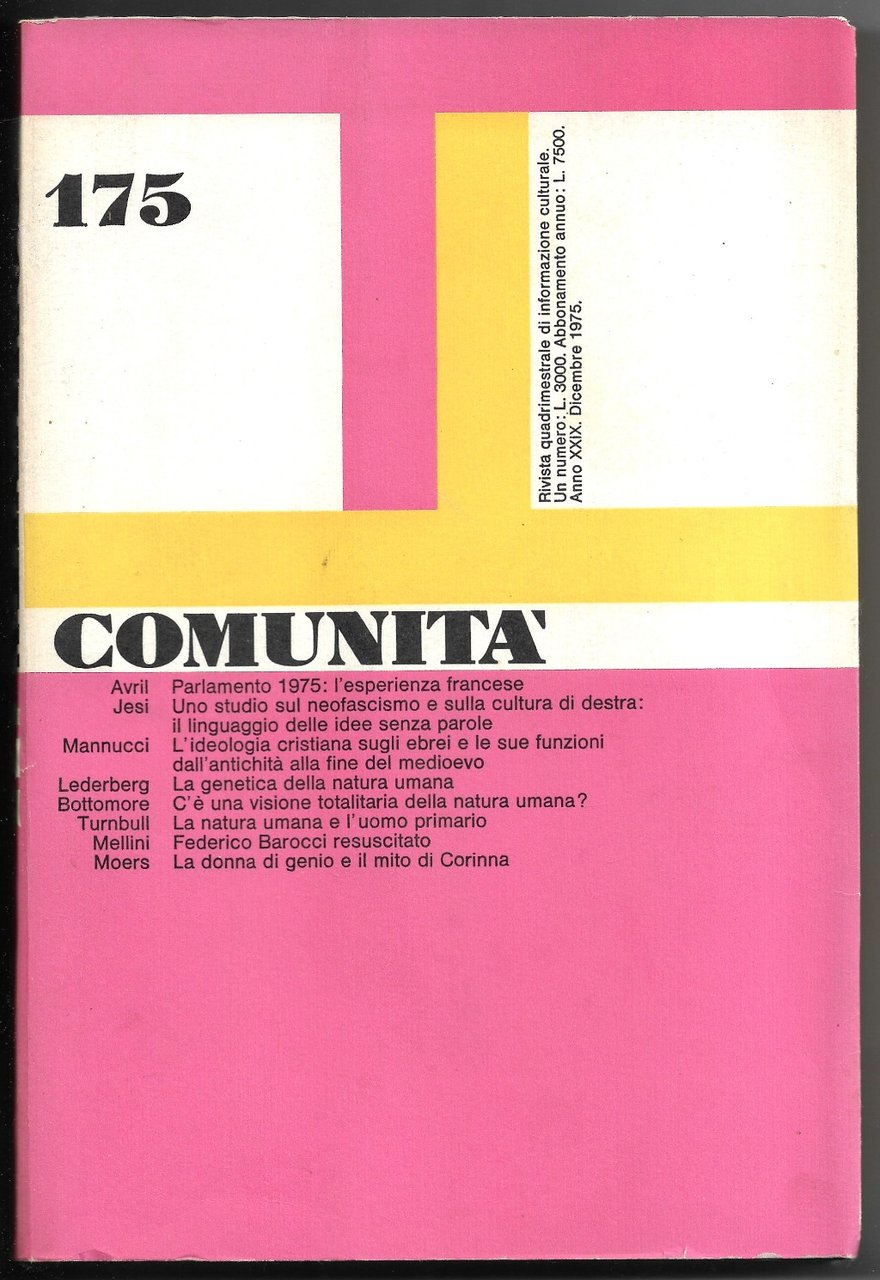 175
Rivista quadrimestrale di informazione culturale.
Un numero: L. 3000. Abbonamento annuo: L. 7500.
Anno XXIX. Dicembre 1975.
COMUNITA'
Avril Parlamento 1975: l'esperienza francese
Jesi Uno studio sul neofascismo e sulla cultura di destra:
il linguaggio delle idee senza parole
Mannucci L'ideologia cristiana sugli ebrei e le sue funzioni
dall'antichità alla fine del medioevo
Lederberg La genetica della natura umana
Bottomore C'è una visione totalitaria della natura umana?
Turnbull La natura umana e l'uomo primario
Mellini Federico Barocci resuscitato
Moers La donna di genio e il mito di Corinna